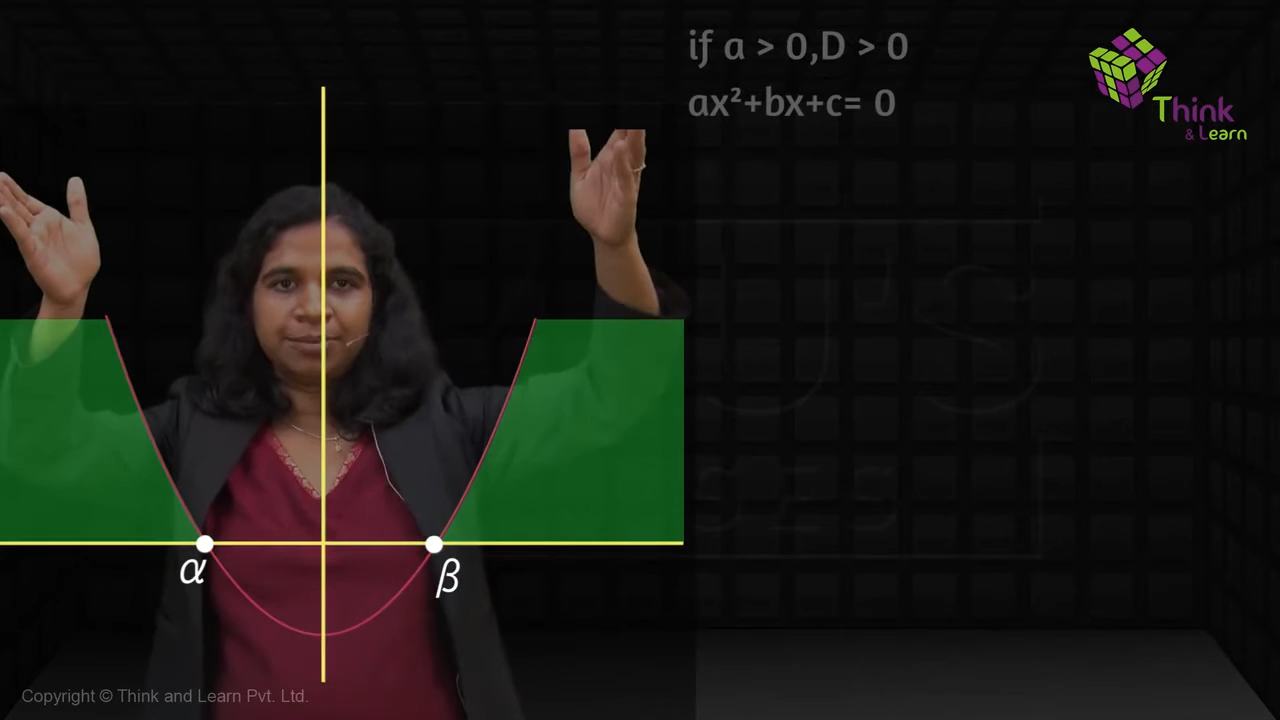 if a > 0,D > 0
ax²+bx+c= 0
Think
& Learn
α
β
Copyright © Think and Learn Pvt. Ltd.